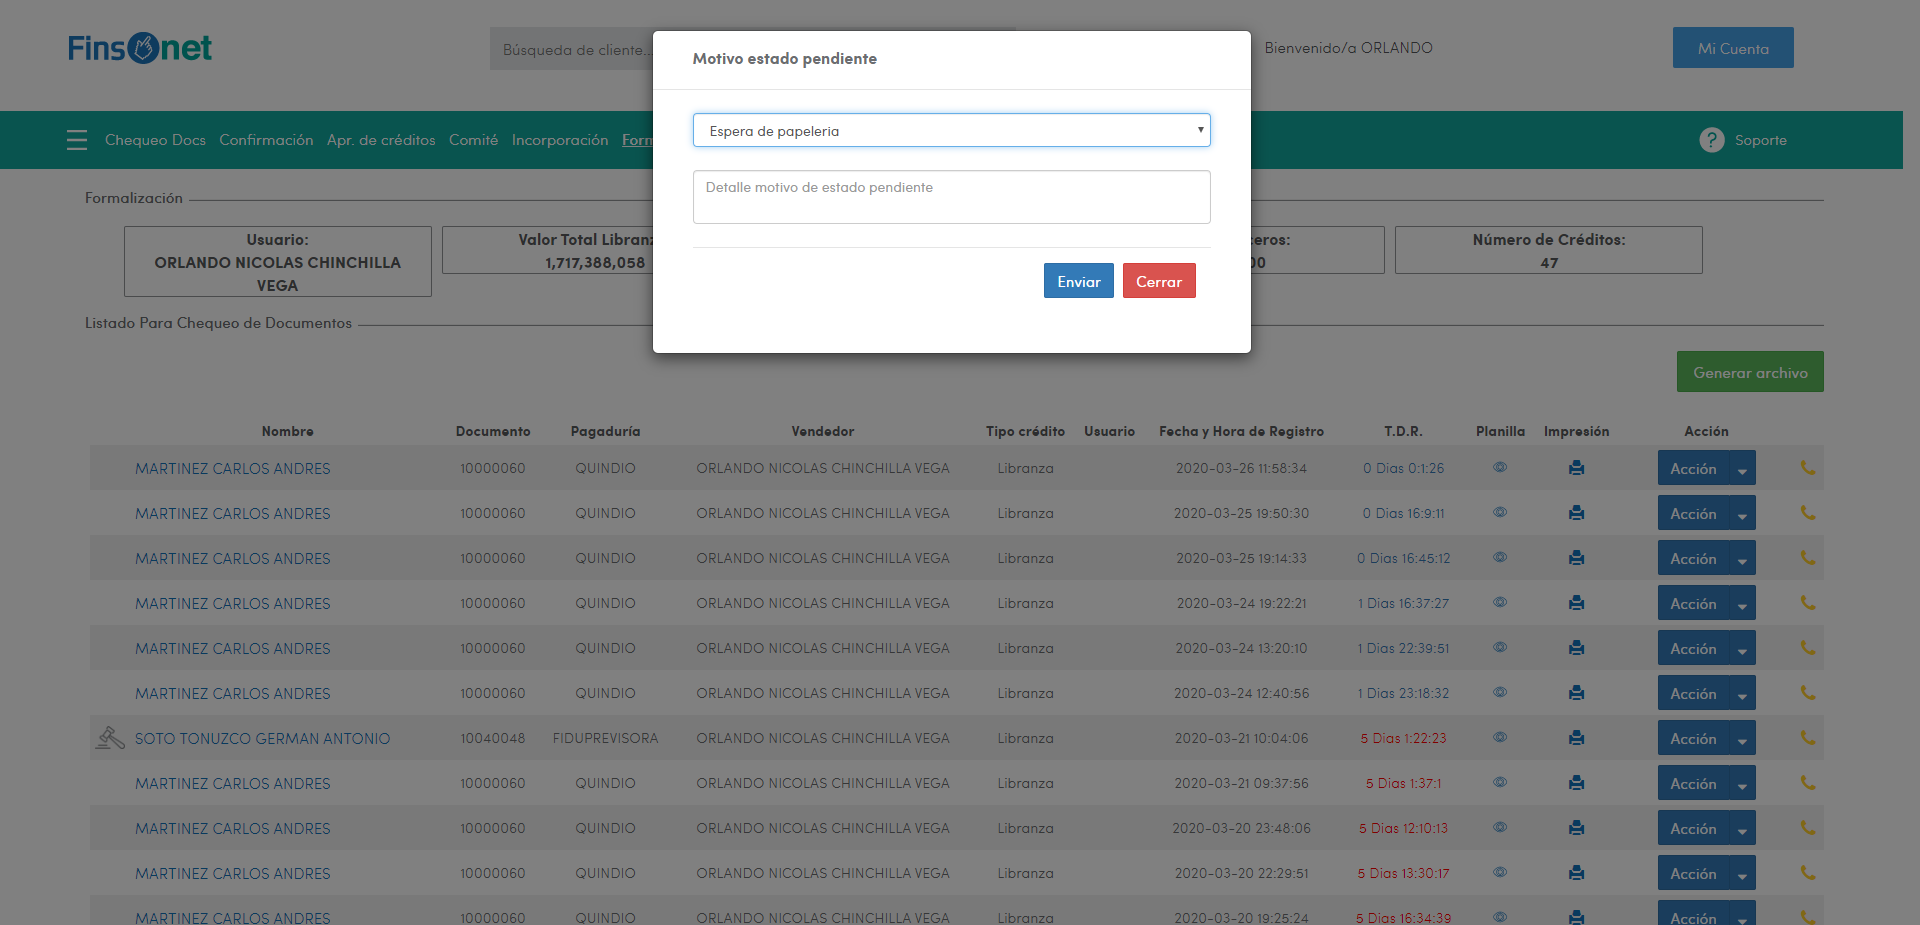 Finsonet
Búsqueda de cliente...
Bienvenido/a ORLANDO
Mi Cuenta
Motivo estado pendiente
Espera de papeleria
Detalle motivo de estado pendiente
Enviar Cerrar
Chequeo Docs Confirmación Apr. de créditos Comité Incorporación Form
? Soporte
Formalización
Usuario:
ORLANDO NICOLAS CHINCHILLA
VEGA
Valor Total Libran
1,717,388,058
eros:
00
Número de Créditos:
47
Listado Para Chequeo de Documentos
Generar archivo
Nombre Documento Pagaduría Vendedor Tipo crédito Usuario Fecha y Hora de Registro T.D.R. Planilla Impresión Acción
MARTINEZ CARLOS ANDRES 10000060 QUINDIO ORLANDO NICOLAS CHINCHILLA VEGA Libranza 2020-03-26 11:58:34 0 Dias 0:1:26 Acción
MARTINEZ CARLOS ANDRES 10000060 QUINDIO ORLANDO NICOLAS CHINCHILLA VEGA Libranza 2020-03-25 19:50:30 0 Dias 16:9:11 Acción
MARTINEZ CARLOS ANDRES 10000060 QUINDIO ORLANDO NICOLAS CHINCHILLA VEGA Libranza 2020-03-25 19:14:33 0 Dias 16:45:12 Acción
MARTINEZ CARLOS ANDRES 10000060 QUINDIO ORLANDO NICOLAS CHINCHILLA VEGA Libranza 2020-03-24 19:22:21 1 Dias 16:37:27 Acción
MARTINEZ CARLOS ANDRES 10000060 QUINDIO ORLANDO NICOLAS CHINCHILLA VEGA Libranza 2020-03-24 13:20:10 1 Dias 22:39:51 Acción
MARTINEZ CARLOS ANDRES 10000060 QUINDIO ORLANDO NICOLAS CHINCHILLA VEGA Libranza 2020-03-24 12:40:56 1 Dias 23:18:32 Acción
SOTO TONUZCO GERMAN ANTONIO 10040048 FIDUPREVISORA ORLANDO NICOLAS CHINCHILLA VEGA Libranza 2020-03-21 10:04:06 5 Dias 1:22:23 Acción
MARTINEZ CARLOS ANDRES 10000060 QUINDIO ORLANDO NICOLAS CHINCHILLA VEGA Libranza 2020-03-21 09:37:56 5 Dias 1:37:1 Acción
MARTINEZ CARLOS ANDRES 10000060 QUINDIO ORLANDO NICOLAS CHINCHILLA VEGA Libranza 2020-03-20 23:48:06 5 Dias 12:10:13 Acción
MARTINEZ CARLOS ANDRES 10000060 QUINDIO ORLANDO NICOLAS CHINCHILLA VEGA Libranza 2020-03-20 22:29:51 5 Dias 13:30:17 Acción
MARTINEZ CARLOS ANDRES 10000060 QUINDIO ORLANDO NICOLAS CHINCHILLA VEGA Libranza 2020-03-20 19:25:24 5 Dias 16:34:39 Acción